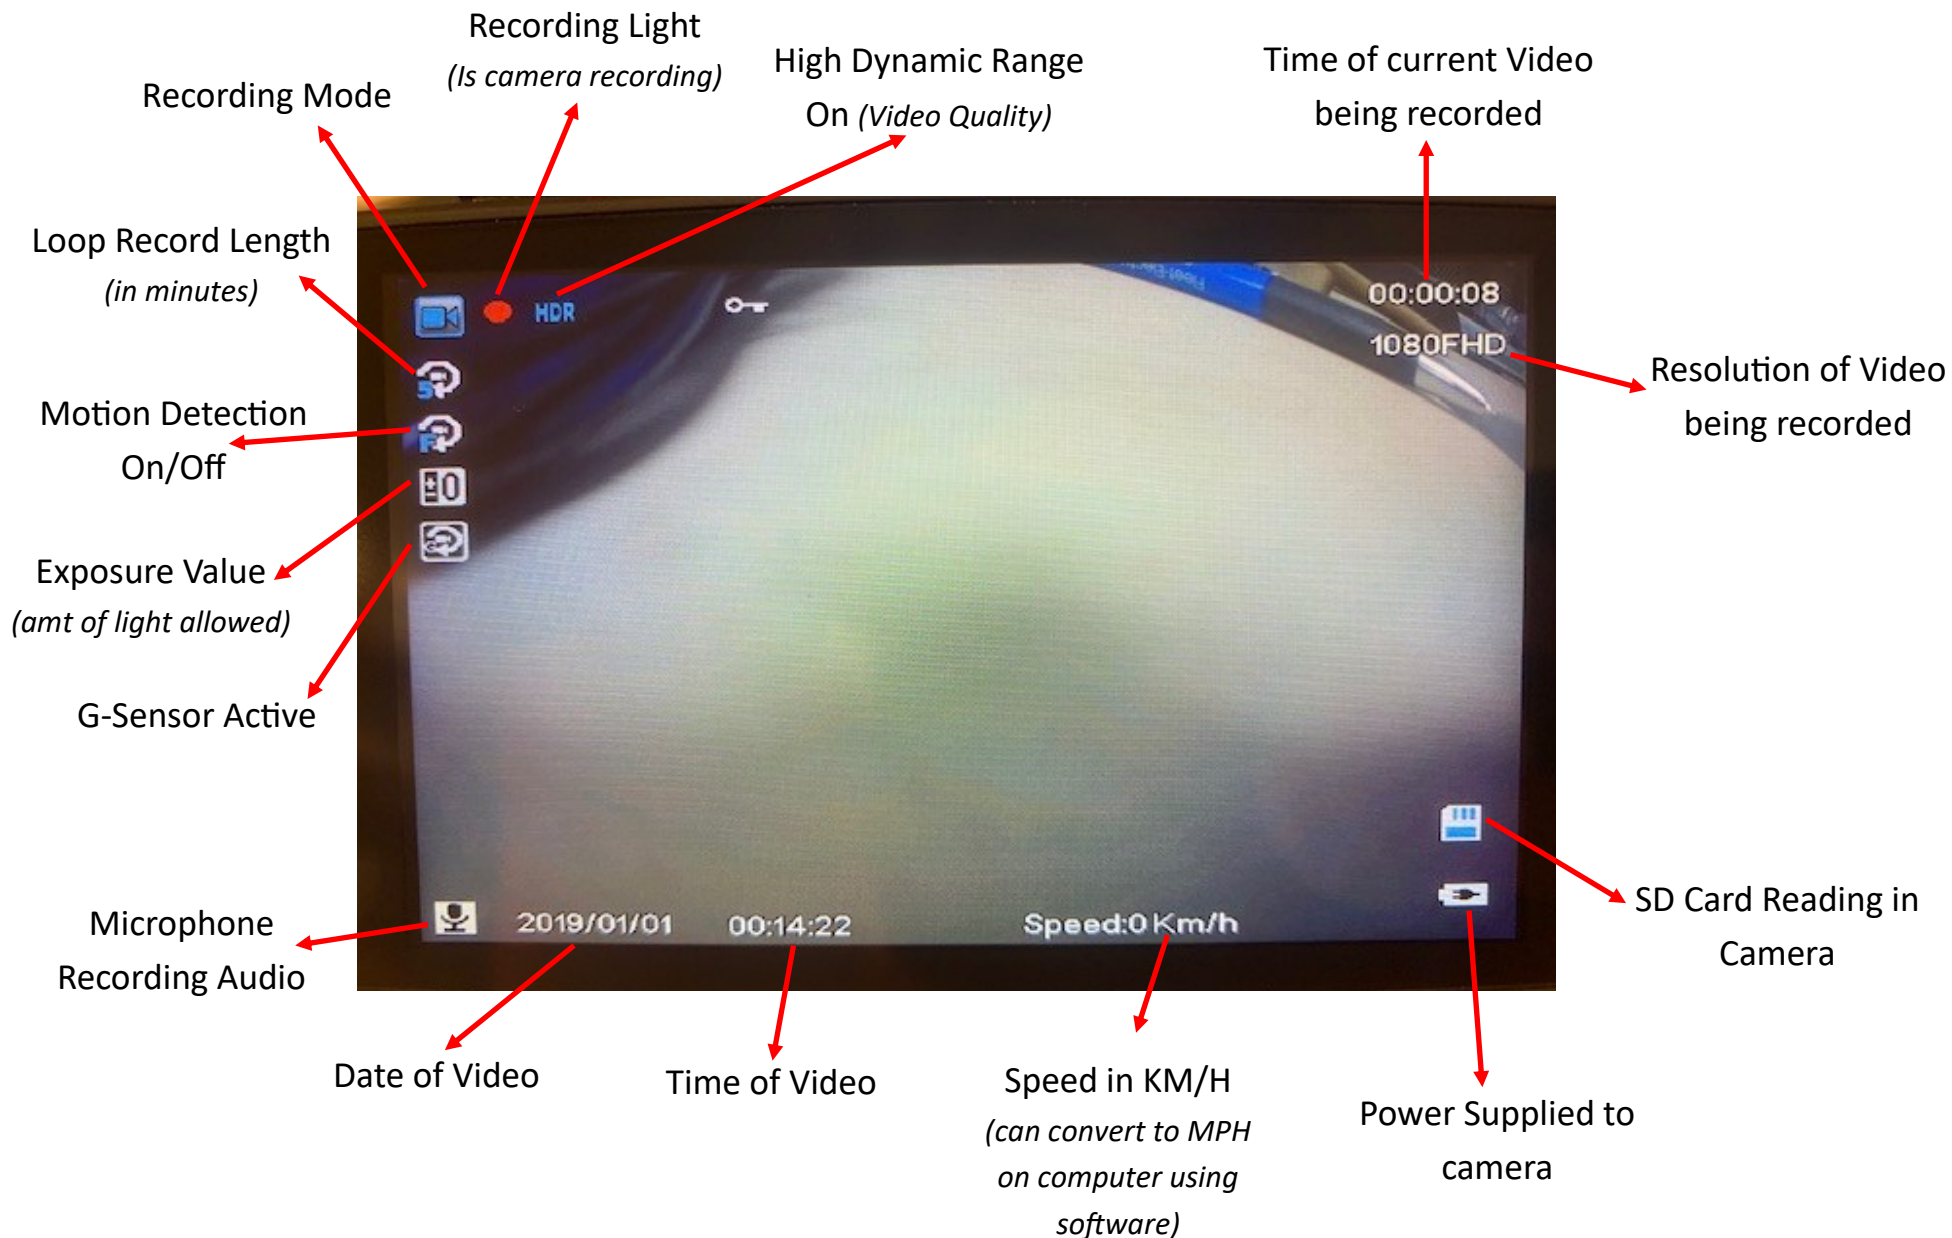 Recording Light
(Is camera recording)
High Dynamic Range
On (Video Quality)
Time of current Video
being recorded
Recording Mode
Loop Record Length
(in minutes)
Motion Detection
On/Off
Exposure Value
(amt of light allowed)
G-Sensor Active
Microphone
Recording Audio
HDR
00:00:08
1080FHD
5
F
±0
2019/01/01
00:14:22
Speed:0 Km/h
Resolution of Video
being recorded
SD Card Reading in
Camera
Date of Video
Time of Video
Speed in KM/H
(can convert to MPH
on computer using
software)
Power Supplied to
camera